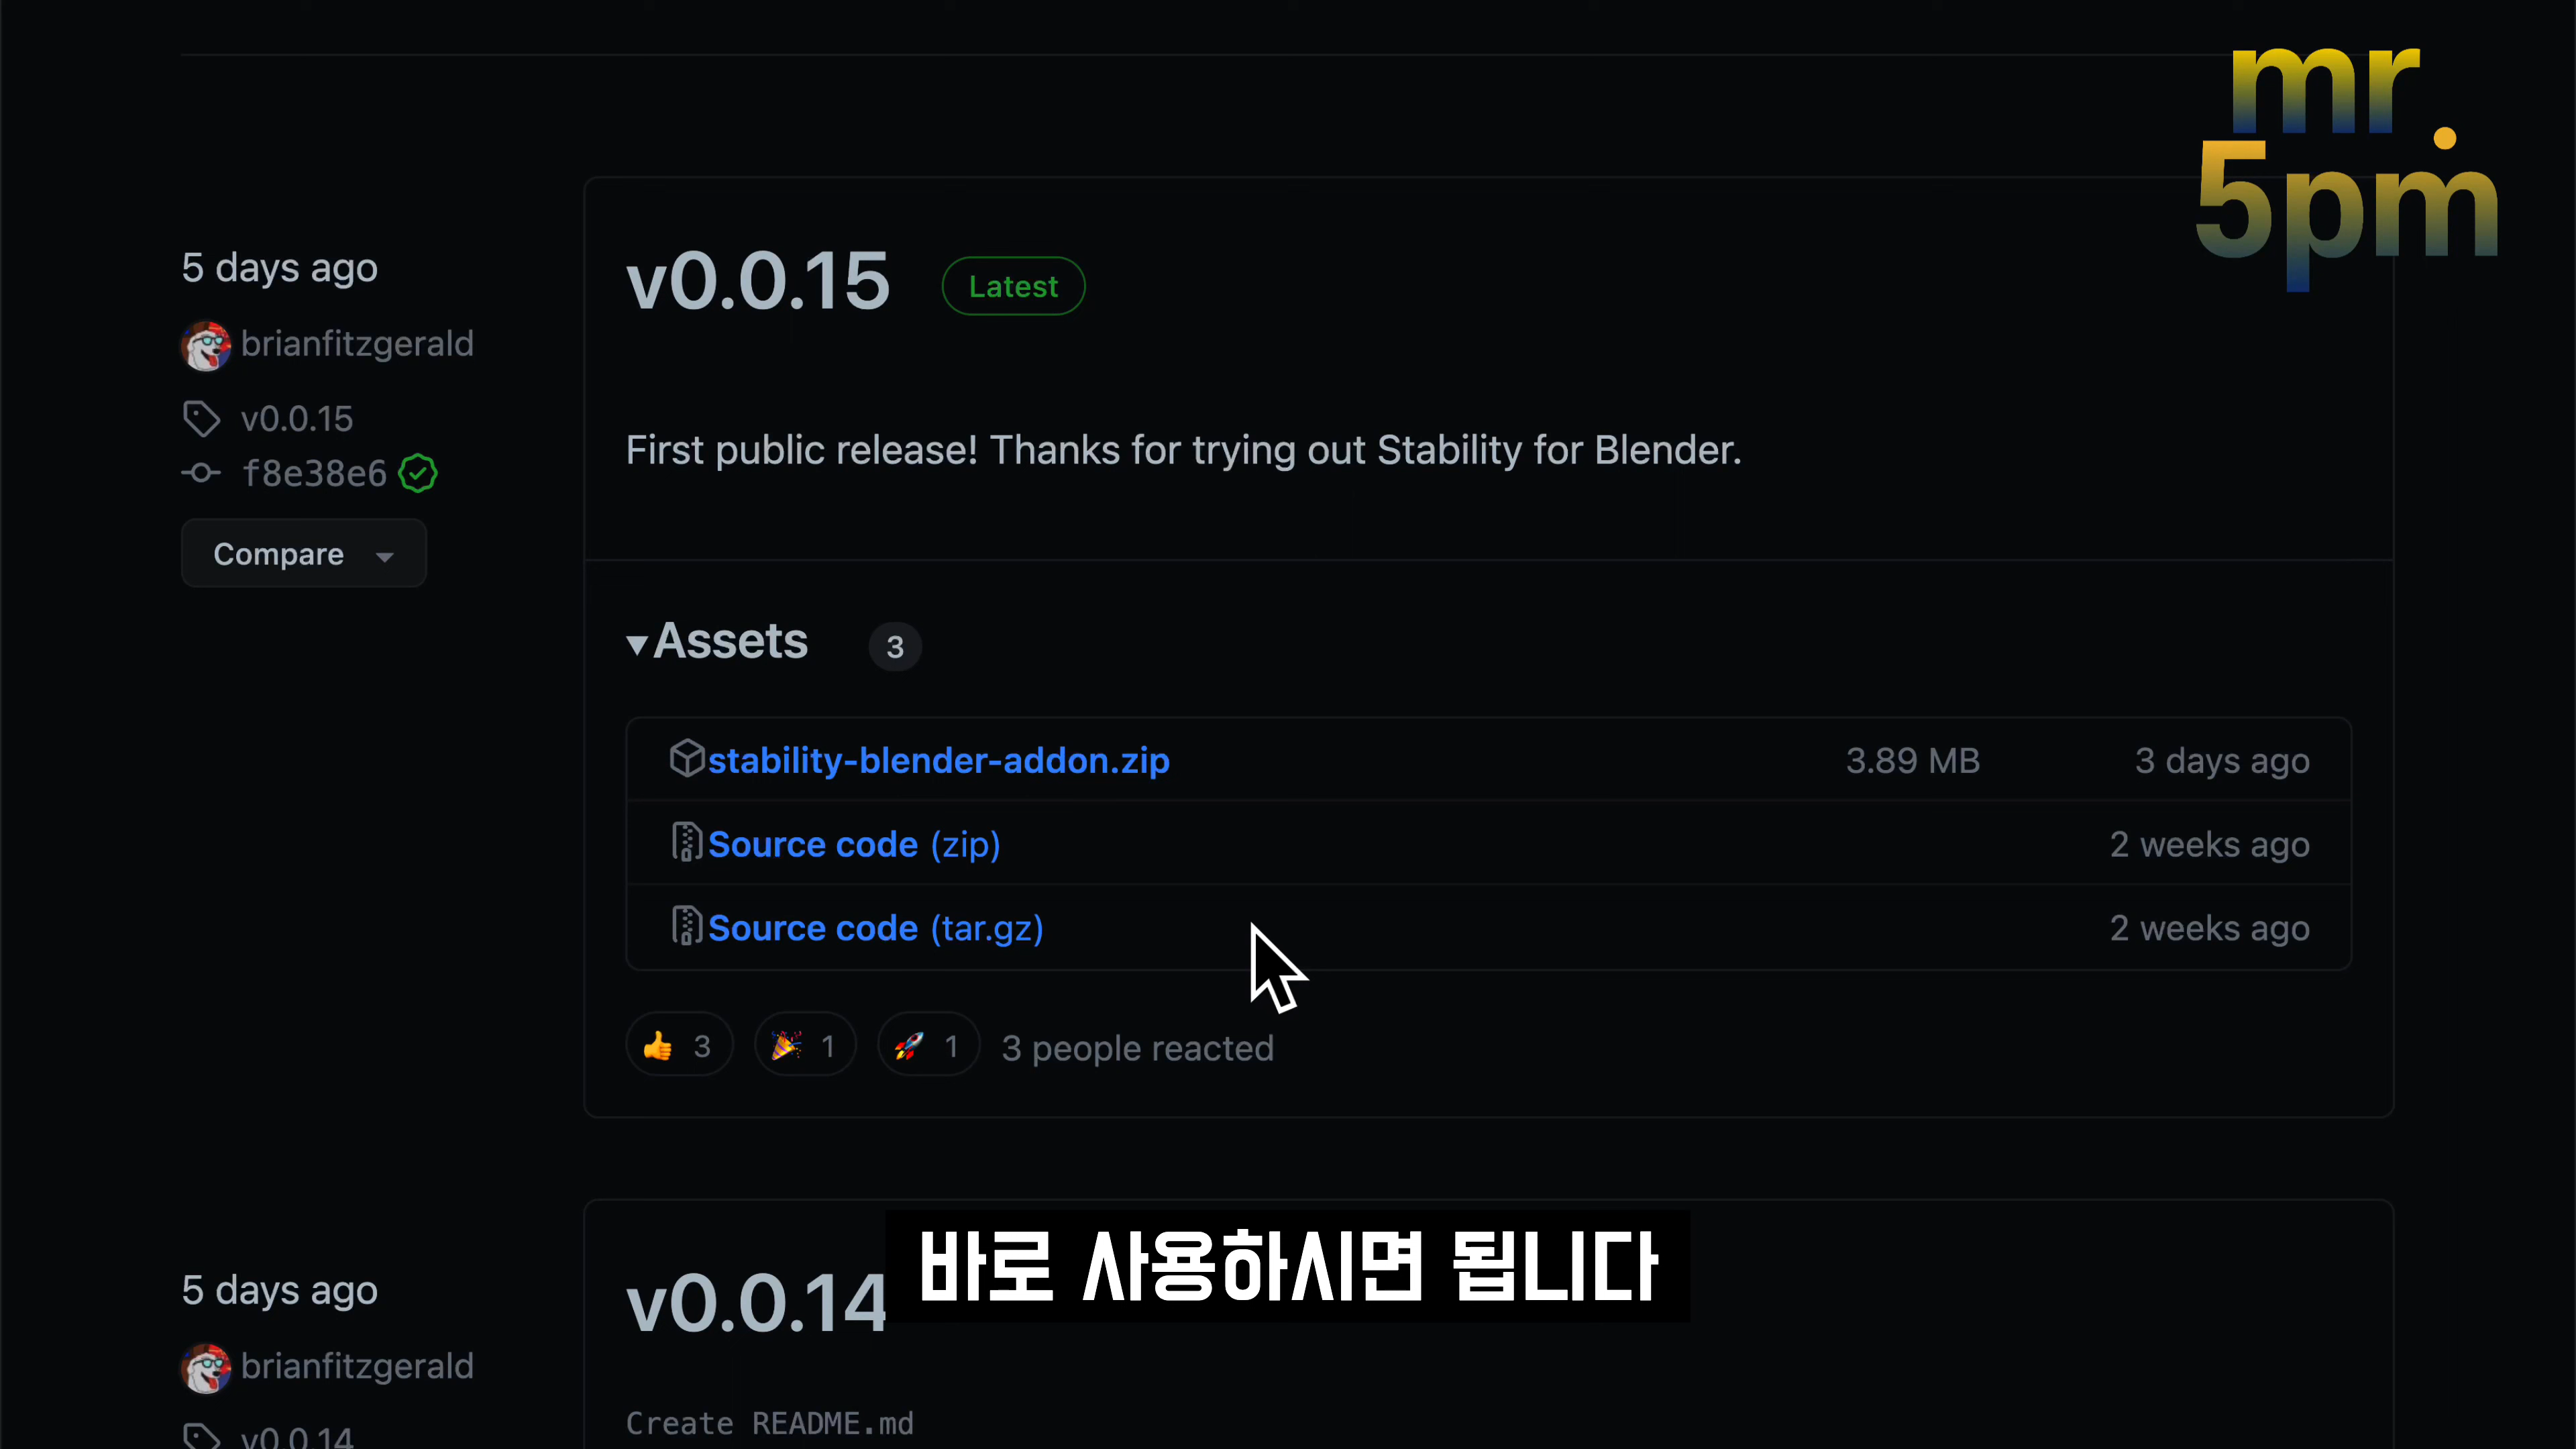 mr.
5pm
5 days ago
brianfitzgerald
v0.0.15
f8e38e6
Compare
v0.0.15 Latest
First public release! Thanks for trying out Stability for Blender.
Assets 3
stability-blender-addon.zip 3.89 MB 3 days ago
Source code (zip) 2 weeks ago
Source code (tar.gz) 2 weeks ago
👍 3 🎉 1 🚀 1 3 people reacted
바로 사용하시면 됩니다
5 days ago
brianfitzgerald
v0.0.14
v0.0.14
Create README.md